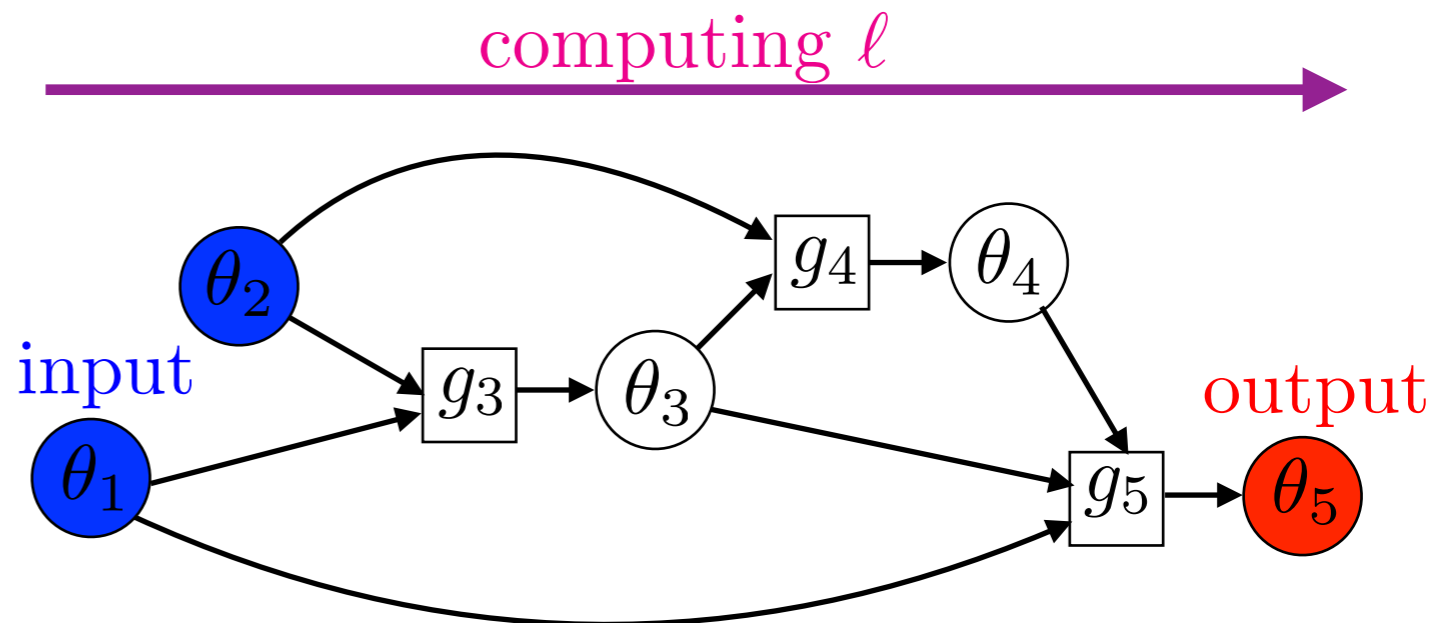 computing ℓ
θ₂
g₄
θ₄
input
g₃
θ₃
output
θ₁
g₅
θ₅